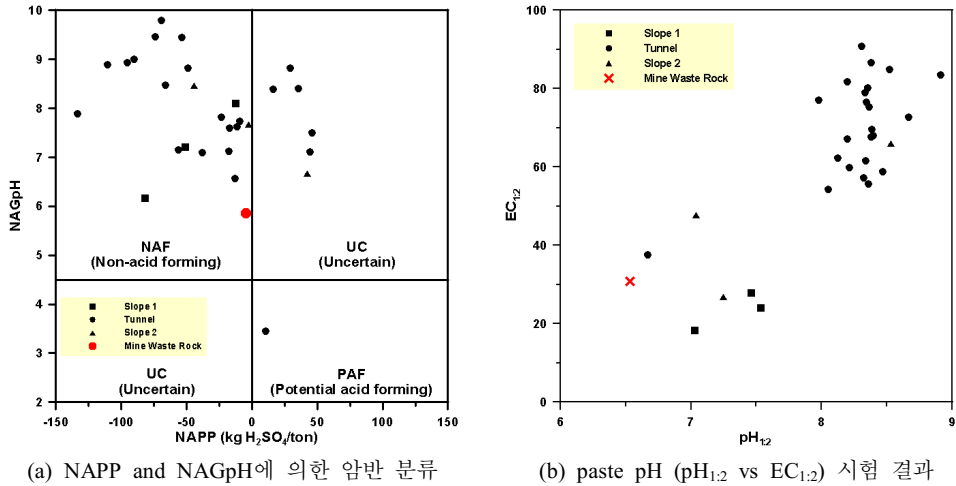 10
9
8
7
6
5
4
3
2
NAGpH
NAF
(Non-acid forming)
UC
(Uncertain)
Slope 1
Tunnel
Slope 2
Mine Waste Rock
UC
(Uncertain)
PAF
(Potential acid forming)
-150 -100 -50 0 50 100 150
NAPP (kg H₂SO₄/ton)
(a) NAPP and NAGpH에 의한 암반 분류
100
80
60
40
20
0
EC₁:₂
Slope 1
Tunnel
Slope 2
Mine Waste Rock
6 7 8 9
pH₁:₂
(b) paste pH (pH₁:₂ vs EC₁:₂) 시험 결과